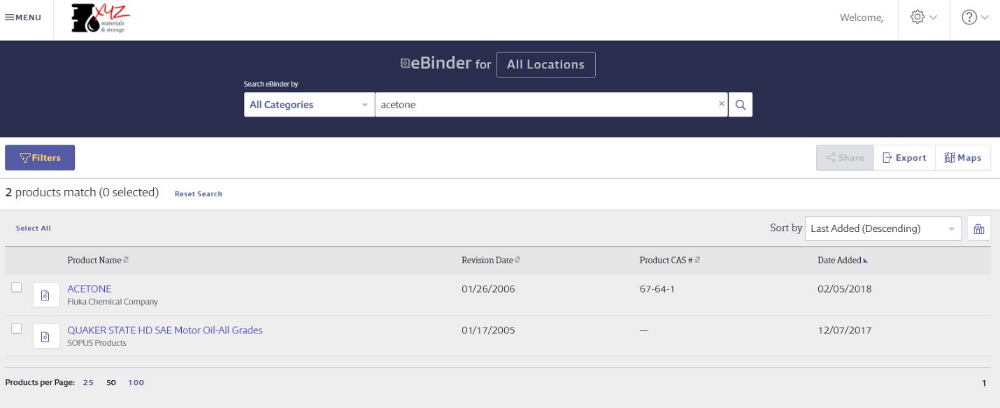 MENU
XYZ
materials
& storage
Welcome,
eBinder for All Locations
Search eBinder by
All Categories acetone ×
Filters
Share Export Maps
2 products match (0 selected) Reset Search
Select All
Sort by Last Added (Descending)
Product Name Revision Date Product CAS # Date Added
ACETONE 01/26/2006 67-64-1 02/05/2018
Fluka Chemical Company
QUAKER STATE HD SAE Motor Oil-All Grades 01/17/2005 — 12/07/2017
SOPUS Products
Products per Page: 25 50 100 1